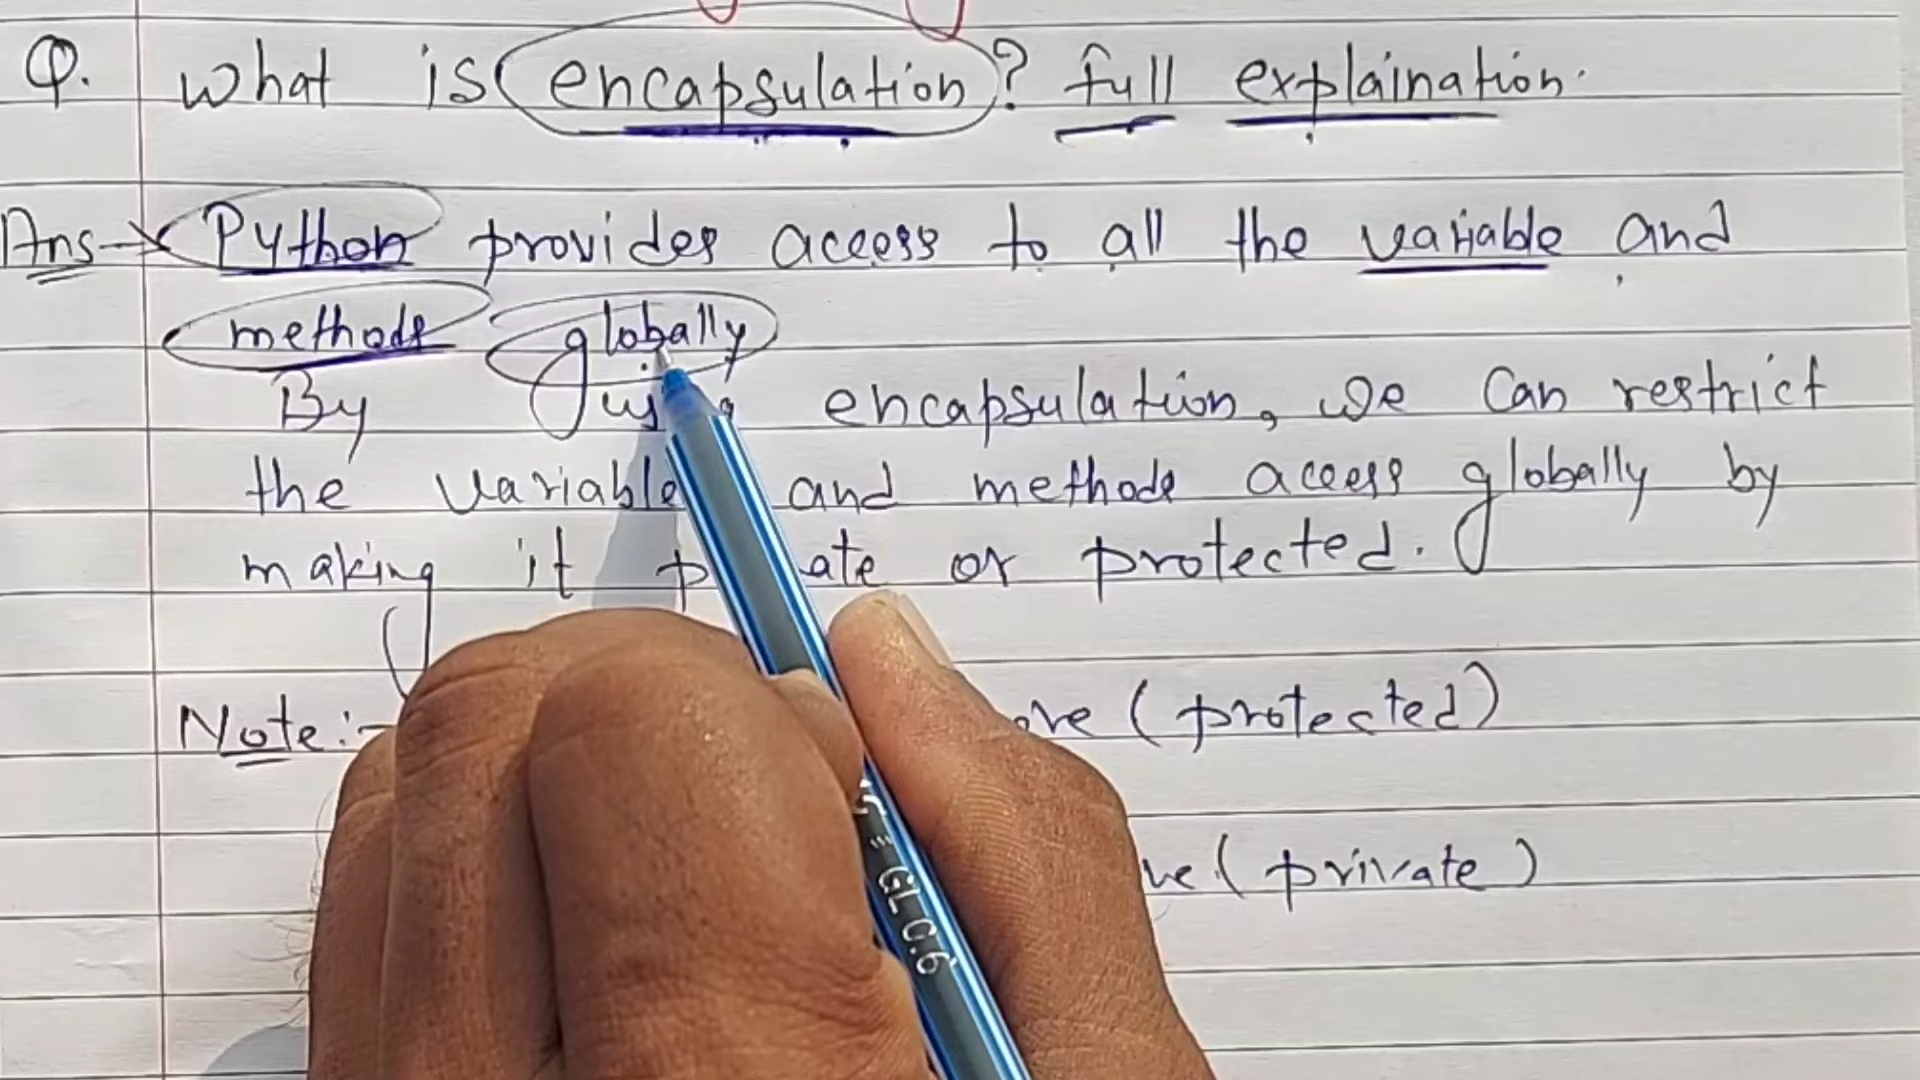 Q. What is encapsulation? full explaination.
Ans → Python provides access to all the variable and
methods globally
By encapsulation, we can restrict
the variable and methods access globally by
making it or protected.
Note:- (protected)
(private)
GL 0.6